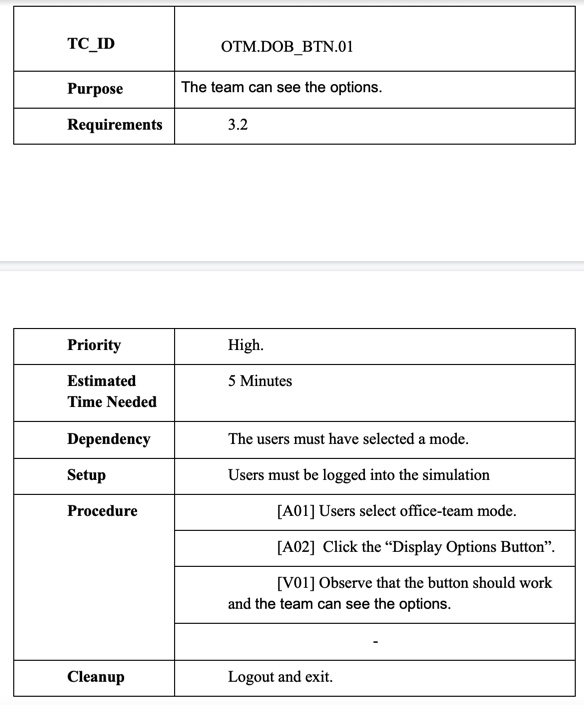 TC_ID OTM.DOB_BTN.01
Purpose The team can see the options.
Requirements 3.2
Priority High.
Estimated 5 Minutes
Time Needed
Dependency The users must have selected a mode.
Setup Users must be logged into the simulation
Procedure [A01] Users select office-team mode.
[A02] Click the “Display Options Button”.
[V01] Observe that the button should work
and the team can see the options.
-
Cleanup Logout and exit.